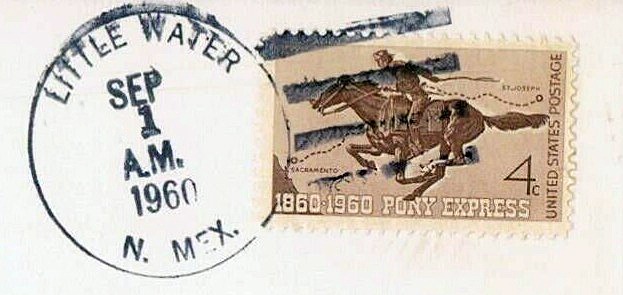 LITTLE WATER
SEP
1
A.M.
1960
N. MEX.
ST. JOSEPH
SACRAMENTO
UNITED STATES POSTAGE
4c
1860-1960 PONY EXPRESS